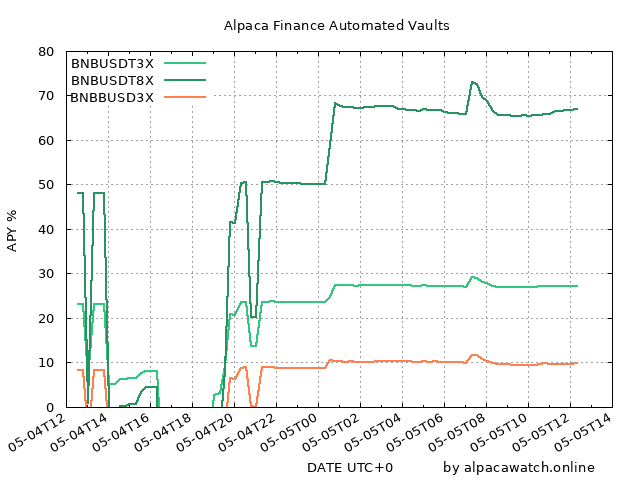 Alpaca Finance Automated Vaults
BNBUSDT3X
BNBUSDT8X
BNBBUSD3X
APY %
80
70
60
50
40
30
20
10
0
05-04T12
05-04T14
05-04T16
05-04T18
05-04T20
05-04T22
05-05T00
05-05T02
05-05T04
05-05T06
05-05T08
05-05T10
05-05T12
05-05T14
DATE UTC+0
by alpacawatch.online